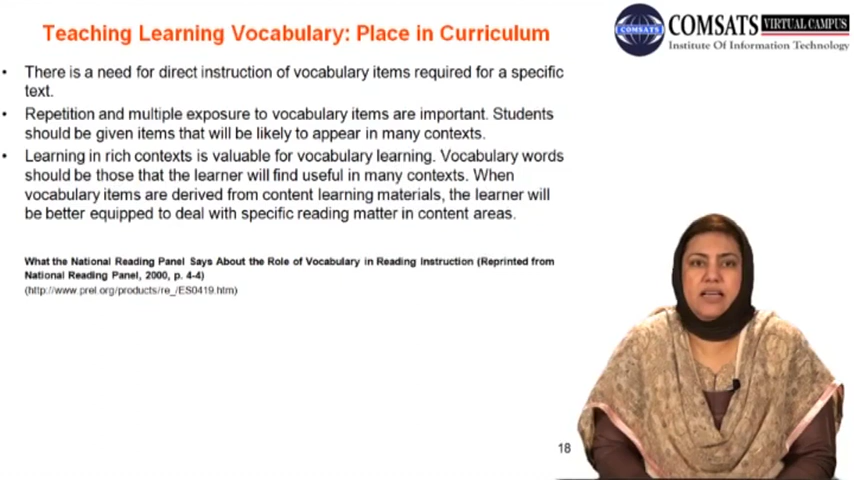 Teaching Learning Vocabulary: Place in Curriculum
COMSATS
COMSATS VIRTUAL CAMPUS
Institute Of Information Technology
• There is a need for direct instruction of vocabulary items required for a specific
text.
• Repetition and multiple exposure to vocabulary items are important. Students
should be given items that will be likely to appear in many contexts.
• Learning in rich contexts is valuable for vocabulary learning. Vocabulary words
should be those that the learner will find useful in many contexts. When
vocabulary items are derived from content learning materials, the learner will
be better equipped to deal with specific reading matter in content areas.
What the National Reading Panel Says About the Role of Vocabulary in Reading Instruction (Reprinted from
National Reading Panel, 2000, p. 4-4)
(http://www.prel.org/products/re_/ES0419.htm)
18